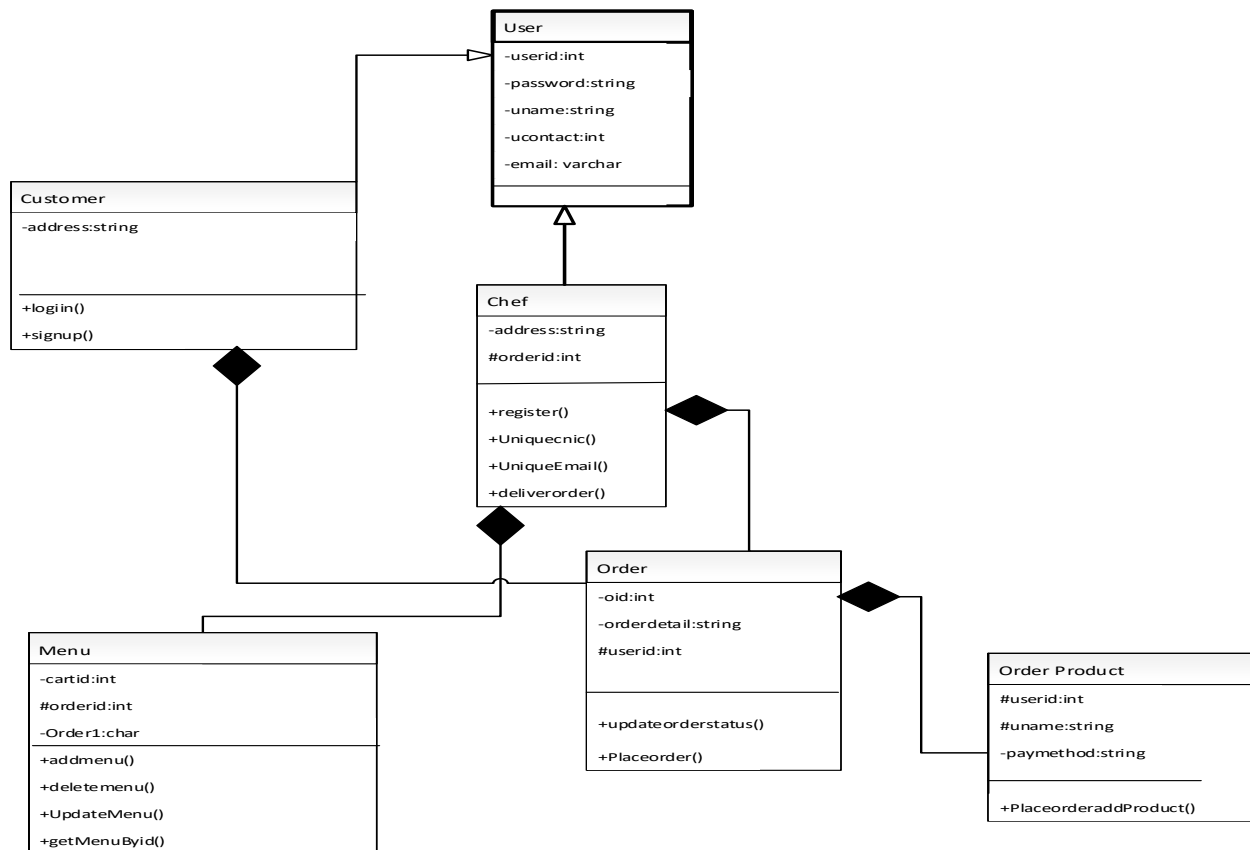 User
-userid:int
-password:string
-uname:string
-ucontact:int
-email: varchar
Customer
-address:string
+logiin()
+signup()
Chef
-address:string
#orderid:int
+register()
+Uniquecnic()
+UniqueEmail()
+deliverorder()
Order
-oid:int
-orderdetail:string
#userid:int
+updateorderstatus()
+Placeorder()
Menu
-cartid:int
#orderid:int
-Order1:char
+addmenu()
+deletemenu()
+UpdateMenu()
+getMenuByid()
Order Product
#userid:int
#uname:string
-paymethod:string
+PlaceorderaddProduct()